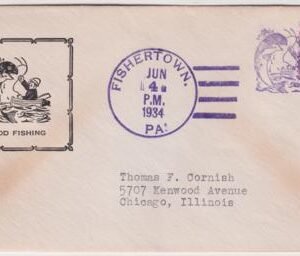 FISHERTOWN.
JUN
4
P.M.
1934
PA.
OD FISHING
Thomas F. Cornish
5707 Kenwood Avenue
Chicago, Illinois